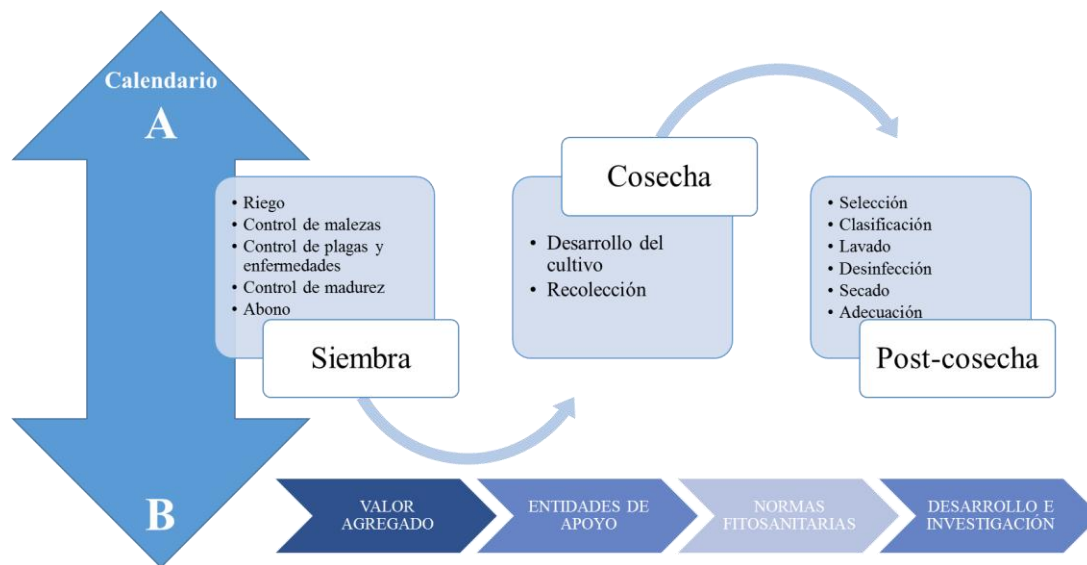 Calendario
A
• Riego
• Control de malezas
• Control de plagas y
enfermedades
• Control de madurez
• Abono
Siembra
Cosecha
• Desarrollo del
cultivo
• Recolección
• Selección
• Clasificación
• Lavado
• Desinfección
• Secado
• Adecuación
Post-cosecha
B
VALOR
AGREGADO
ENTIDADES DE
APOYO
NORMAS
FITOSANITARIAS
DESARROLLO E
INVESTIGACIÓN